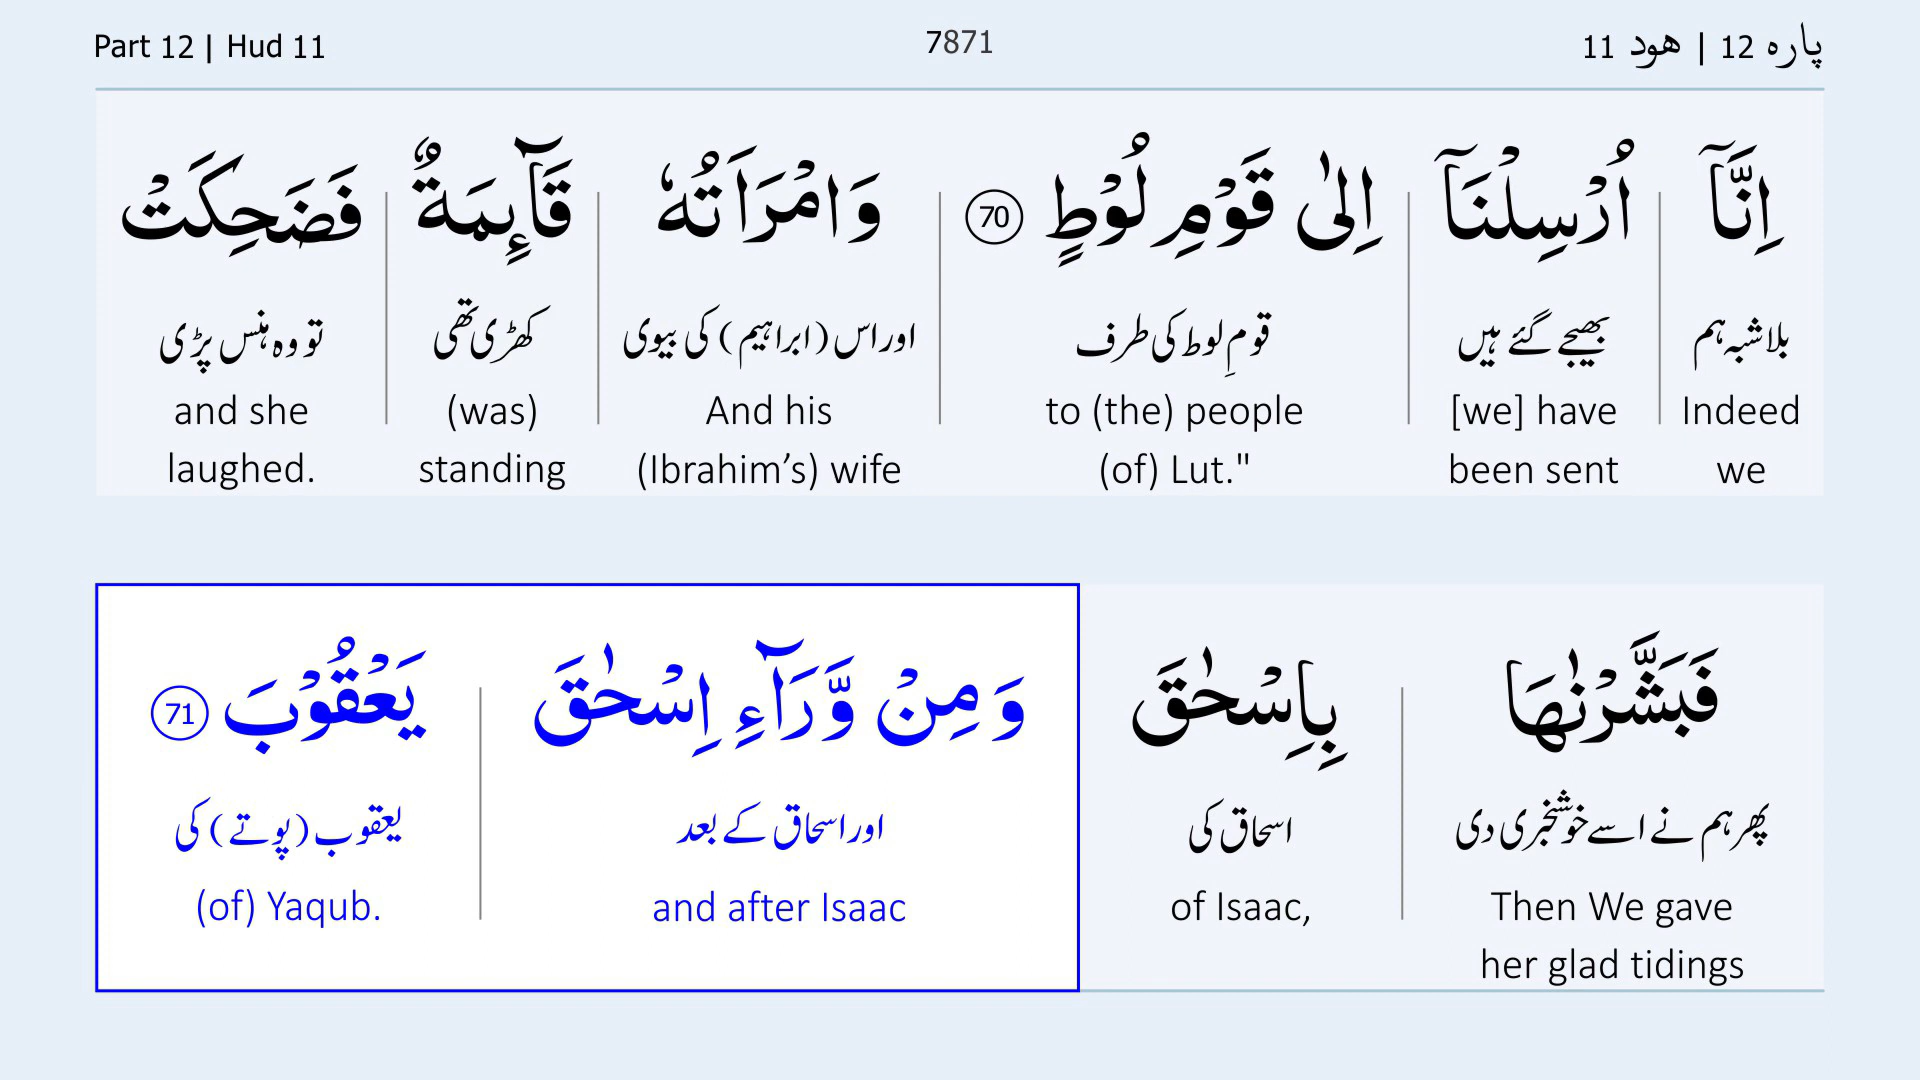 Part 12 | Hud 11
7871
پارہ 12 | ھود 11
اِنَّاۤ اُرْسِلْنَاۤ اِلٰى قَوْمِ لُوْطٍ 70 وَامْرَاَتُهٗ قَآىِٕمَةٌ فَضَحِكَتْ
بلاشبہ ہم بھیجے گئے ہیں قومِ لوط کی طرف اور اس (ابراہیم) کی بیوی کھڑی تھی تو وہ ہنس پڑی
Indeed [we] have to (the) people And his (was) and she
we been sent (of) Lut." (Ibrahim’s) wife standing laughed.
فَبَشَّرْنٰهَا بِاِسْحٰقَ وَ مِنْ وَّرَآءِ اِسْحٰقَ يَعْقُوْبَ 71
پھر ہم نے اسے خوشخبری دی اسحاق کی اور اسحاق کے بعد یعقوب (پوتے) کی
Then We gave of Isaac, and after Isaac (of) Yaqub.
her glad tidings